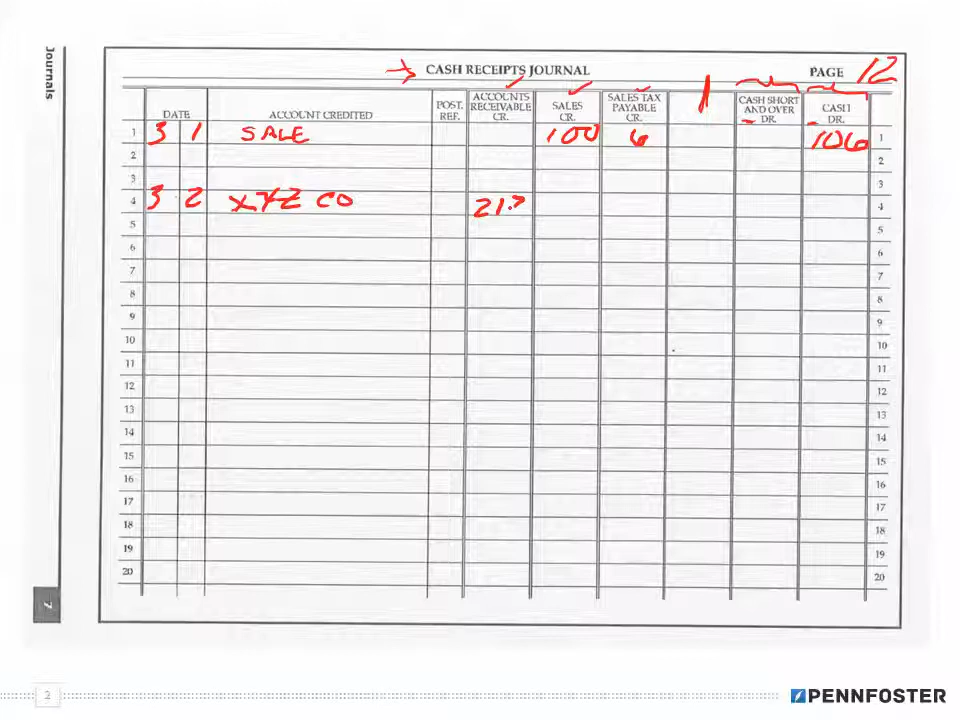 Journals
CASH RECEIPTS JOURNAL
PAGE 12
DATE
ACCOUNT CREDITED
POST. REF.
ACCOUNTS RECEIVABLE CR.
SALES CR.
SALES TAX PAYABLE CR.
CASH SHORT AND OVER DR.
CASH DR.
1 3 1 SALE 100 6 106 1
2 2
3 3
4 3 2 XYZ CO 4
5 5
6 6
7 7
8 8
9 9
10 10
11 11
12 12
13 13
14 14
15 15
16 16
17 17
18 18
19 19
20 20
7
2
PENNFOSTER